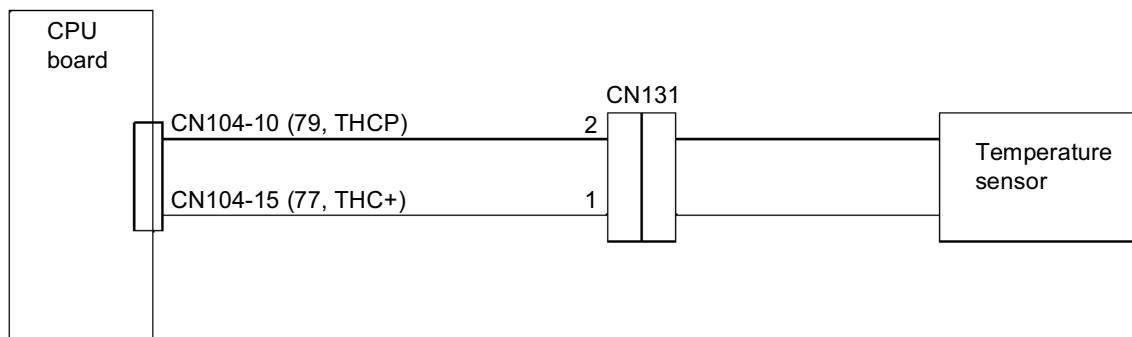 CPU
board
CN131
CN104-10 (79, THCP)
2
CN104-15 (77, THC+)
1
Temperature
sensor